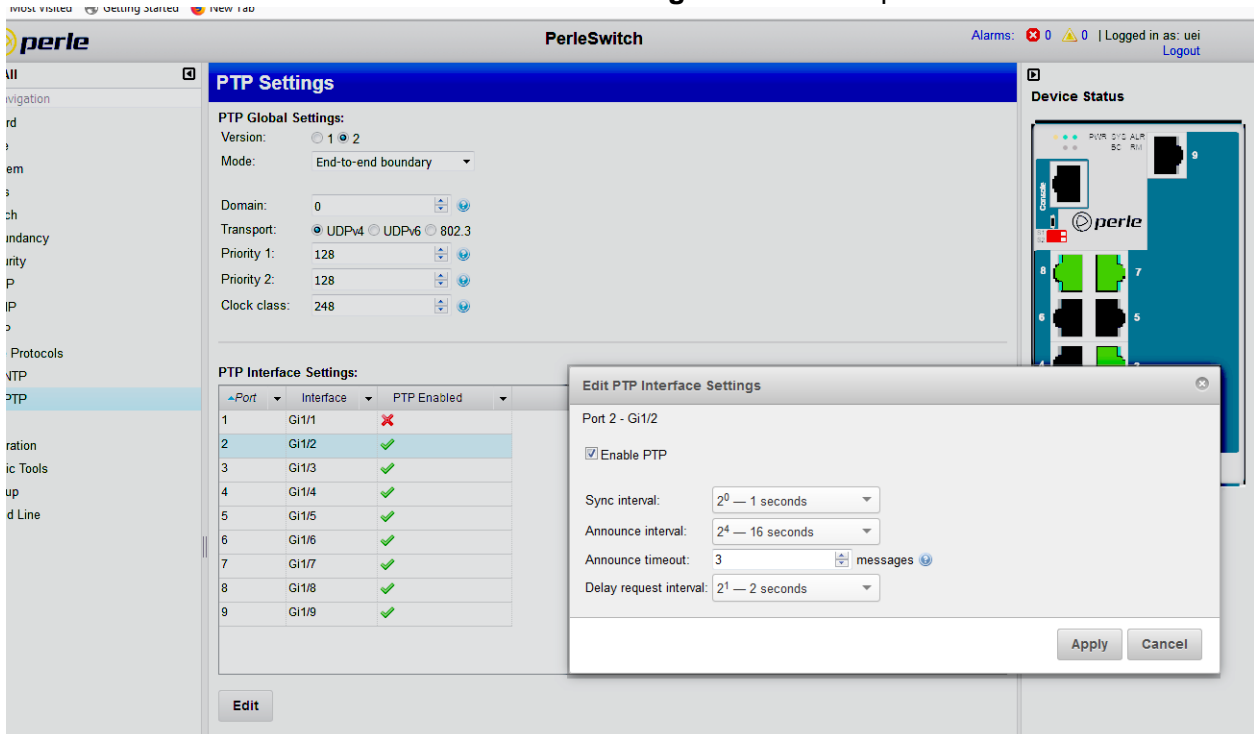 Most Visited Getting Started New Tab
perle
PerleSwitch
Alarms: 0 0 | Logged in as: uei
Logout
All
avigation
rd
em
s
ch
undancy
urity
P
IP
Protocols
NTP
PTP
ration
ic Tools
up
d Line
PTP Settings
PTP Global Settings:
Version: 1 2
Mode: End-to-end boundary
Domain: 0
Transport: UDPv4 UDPv6 802.3
Priority 1: 128
Priority 2: 128
Clock class: 248
PTP Interface Settings:
Port Interface PTP Enabled
1 Gi1/1
2 Gi1/2
3 Gi1/3
4 Gi1/4
5 Gi1/5
6 Gi1/6
7 Gi1/7
8 Gi1/8
9 Gi1/9
Edit
Edit PTP Interface Settings
Port 2 - Gi1/2
Enable PTP
Sync interval: 2⁰ — 1 seconds
Announce interval: 2⁴ — 16 seconds
Announce timeout: 3 messages
Delay request interval: 2¹ — 2 seconds
Apply Cancel
Device Status
PWR SYS ALR
SC RM
9
Console
perle
S1
S2
8 7
6 5